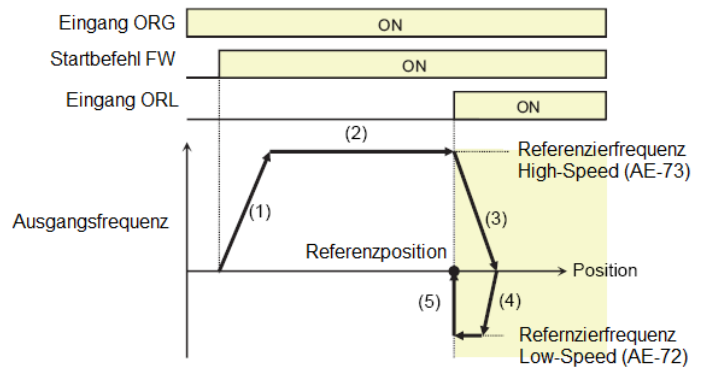 Eingang ORG
ON
Startbefehl FW
ON
Eingang ORL
ON
(2)
Referenzierfrequenz
High-Speed (AE-73)
(1)
(3)
Ausgangsfrequenz
Referenzposition
Position
(5)
(4)
Refernzierfrequenz
Low-Speed (AE-72)